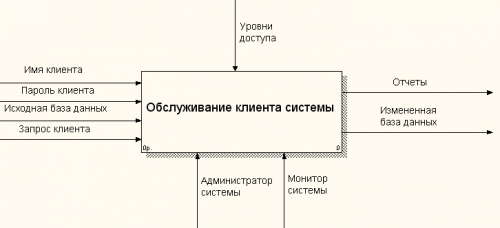 Уровни
доступа
Имя клиента
Пароль клиента
Исходная база данных
Запрос клиента
Обслуживание клиента системы
0р.
0
Отчеты
Измененная
база данных
Администратор
системы
Монитор
системы